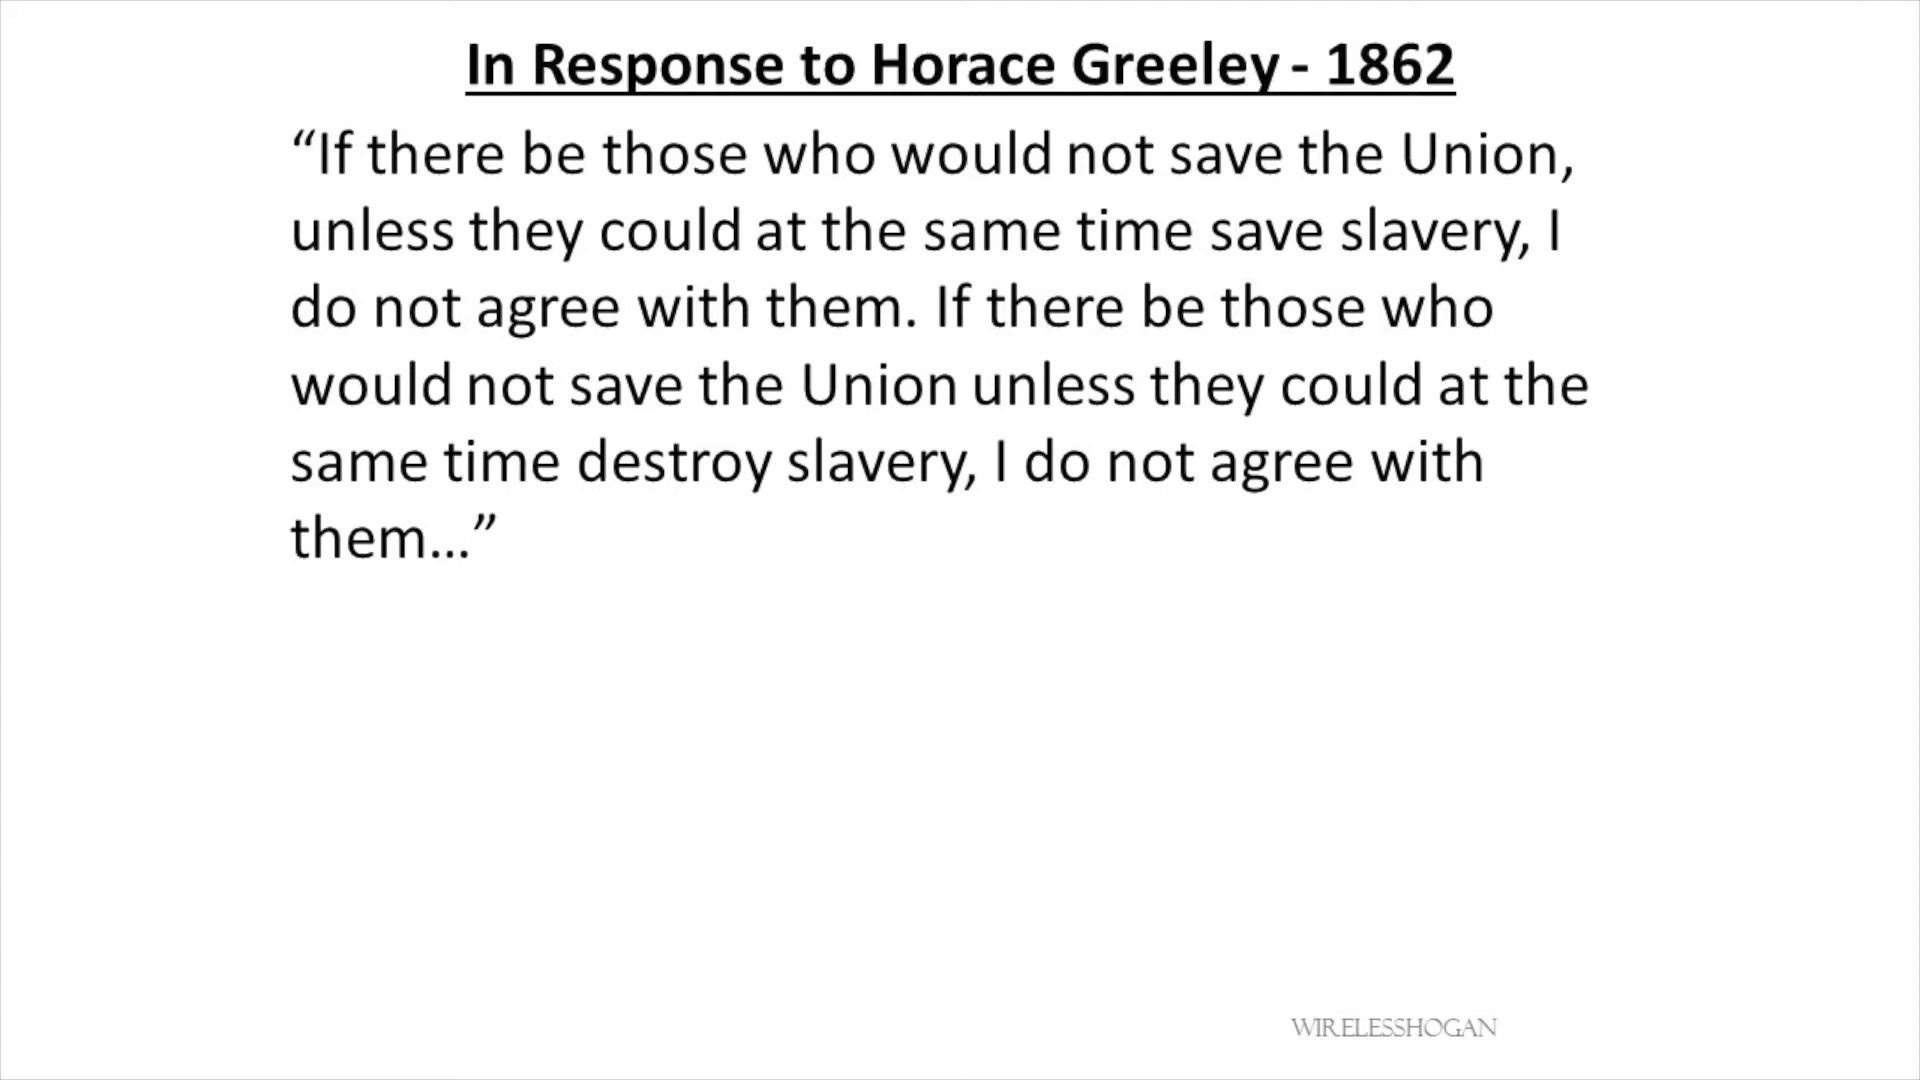 In Response to Horace Greeley - 1862
“If there be those who would not save the Union,
unless they could at the same time save slavery, I
do not agree with them. If there be those who
would not save the Union unless they could at the
same time destroy slavery, I do not agree with
them…”
WIRELESSHOGAN